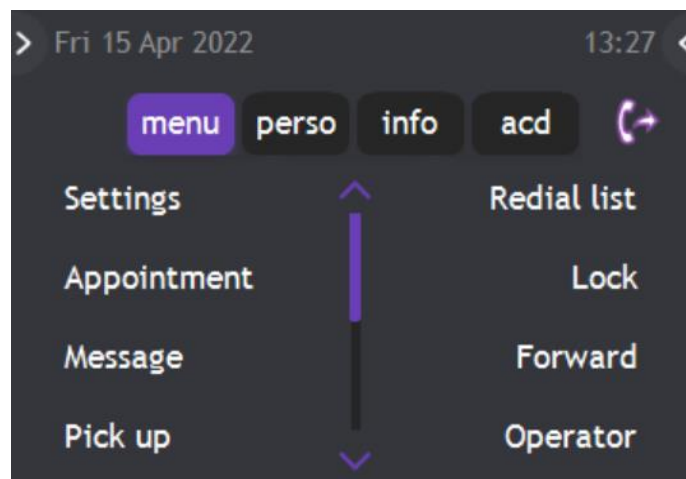 Fri 15 Apr 2022 13:27
menu perso info acd
Settings Redial list
Appointment Lock
Message Forward
Pick up Operator